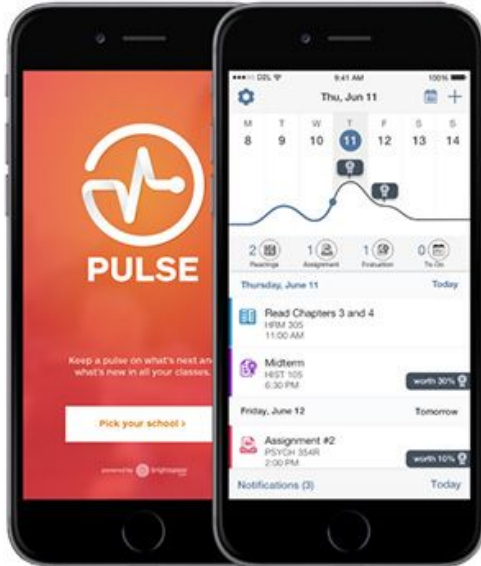 PULSE
Keep a pulse on what's next and
what's new in all your classes.
Pick your school >
powered by brightspace
D2L 9:41 AM 100%
Thu, Jun 11
M T W T F S S
8 9 10 11 12 13 14
2 1 1 0
Readings Assignment Evaluation To Do
Thursday, June 11 Today
Read Chapters 3 and 4
HRM 305
11:00 AM
Midterm
HIST 105
6:30 PM
worth 30%
Friday, June 12 Tomorrow
Assignment #2
PSYCH 354R
2:00 PM
worth 10%
Notifications (3) Today